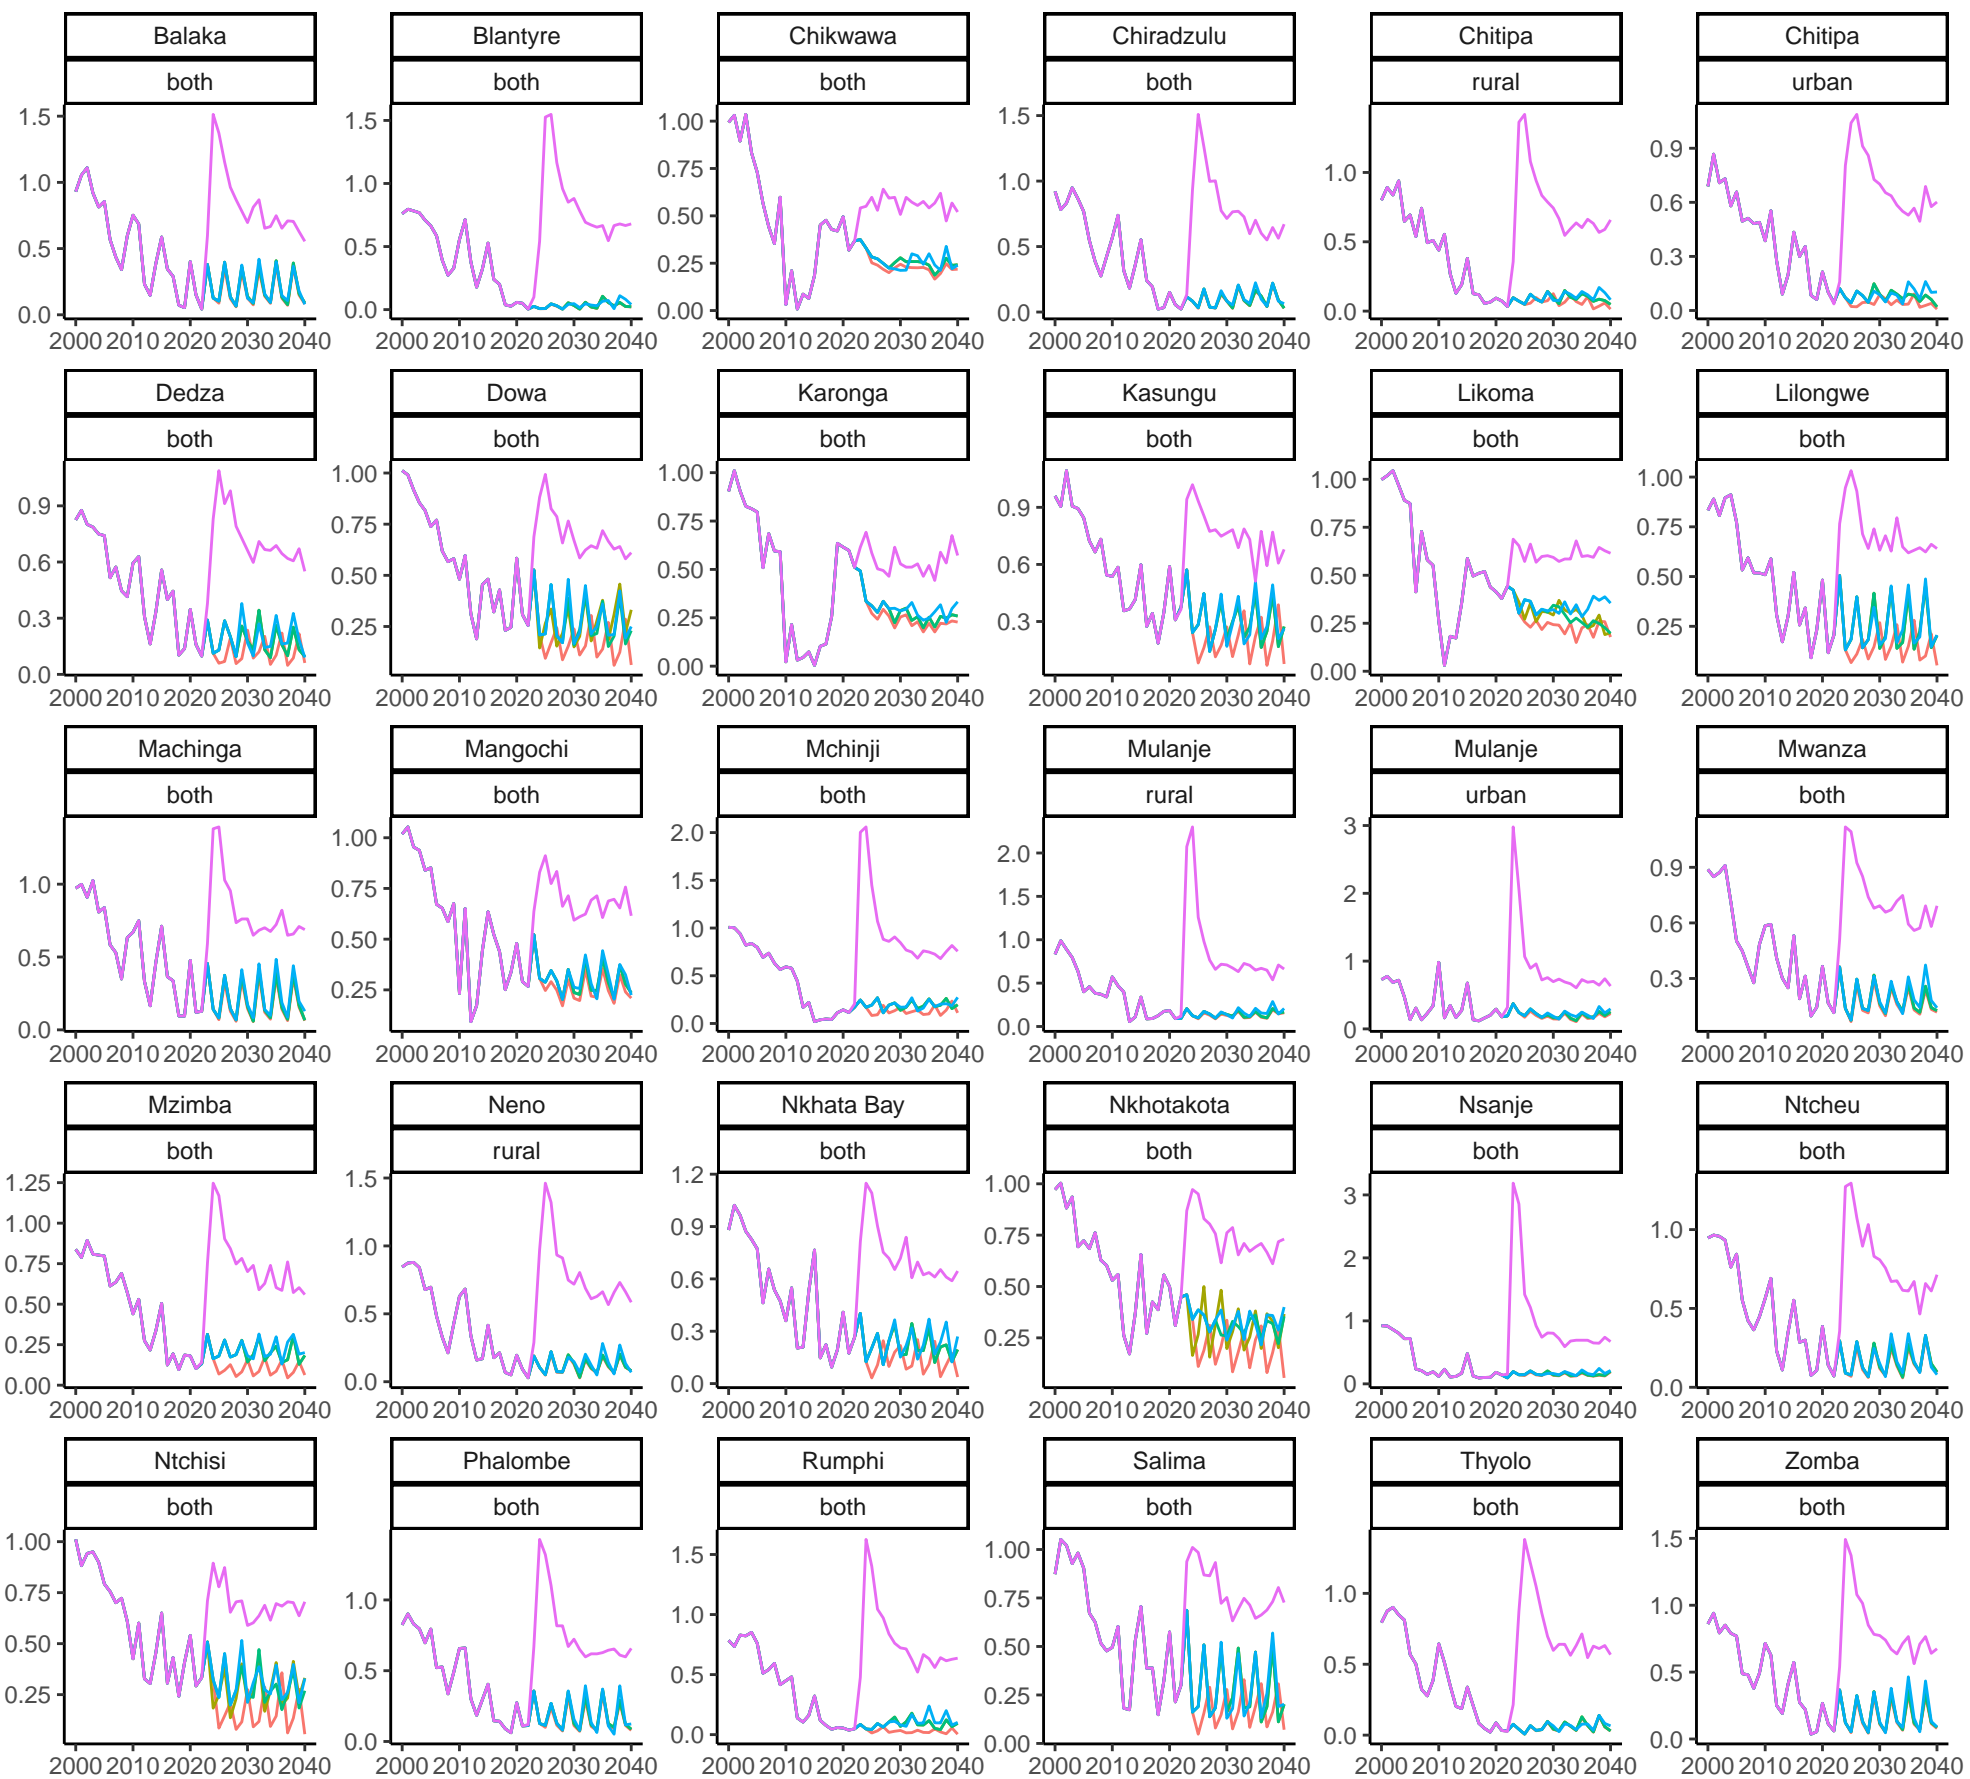 Balaka Blantyre Chikwawa Chiradzulu Chitipa Chitipa
both both both both rural urban
1.5 1.0 0.5 0.0
1.5 1.0 0.5 0.0
1.00 0.75 0.50 0.25 0.00
1.5 1.0 0.5 0.0
1.0 0.5 0.0
0.9 0.6 0.3 0.0
2000 2010 2020 2030 2040 2000 2010 2020 2030 2040 2000 2010 2020 2030 2040 2000 2010 2020 2030 2040 2000 2010 2020 2030 2040 2000 2010 2020 2030 2040
Dedza Dowa Karonga Kasungu Likoma Lilongwe
both both both both both both
0.9 0.6 0.3 0.0
1.00 0.75 0.50 0.25
1.00 0.75 0.50 0.25 0.00
0.9 0.6 0.3
1.00 0.75 0.50 0.25 0.00
1.00 0.75 0.50 0.25
2000 2010 2020 2030 2040 2000 2010 2020 2030 2040 2000 2010 2020 2030 2040 2000 2010 2020 2030 2040 2000 2010 2020 2030 2040 2000 2010 2020 2030 2040
Machinga Mangochi Mchinji Mulanje Mulanje Mwanza
both both both rural urban both
1.0 0.5 0.0
1.00 0.75 0.50 0.25
2.0 1.5 1.0 0.5 0.0
2.0 1.5 1.0 0.5 0.0
3 2 1 0
0.9 0.6 0.3
2000 2010 2020 2030 2040 2000 2010 2020 2030 2040 2000 2010 2020 2030 2040 2000 2010 2020 2030 2040 2000 2010 2020 2030 2040 2000 2010 2020 2030 2040
Mzimba Neno Nkhata Bay Nkhotakota Nsanje Ntcheu
both rural both both both both
1.25 1.00 0.75 0.50 0.25 0.00
1.5 1.0 0.5 0.0
1.2 0.9 0.6 0.3 0.0
1.00 0.75 0.50 0.25
3 2 1 0
1.0 0.5 0.0
2000 2010 2020 2030 2040 2000 2010 2020 2030 2040 2000 2010 2020 2030 2040 2000 2010 2020 2030 2040 2000 2010 2020 2030 2040 2000 2010 2020 2030 2040
Ntchisi Phalombe Rumphi Salima Thyolo Zomba
both both both both both both
1.00 0.75 0.50 0.25
1.0 0.5 0.0
1.5 1.0 0.5 0.0
1.00 0.75 0.50 0.25 0.00
1.0 0.5 0.0
1.5 1.0 0.5 0.0
2000 2010 2020 2030 2040 2000 2010 2020 2030 2040 2000 2010 2020 2030 2040 2000 2010 2020 2030 2040 2000 2010 2020 2030 2040 2000 2010 2020 2030 2040